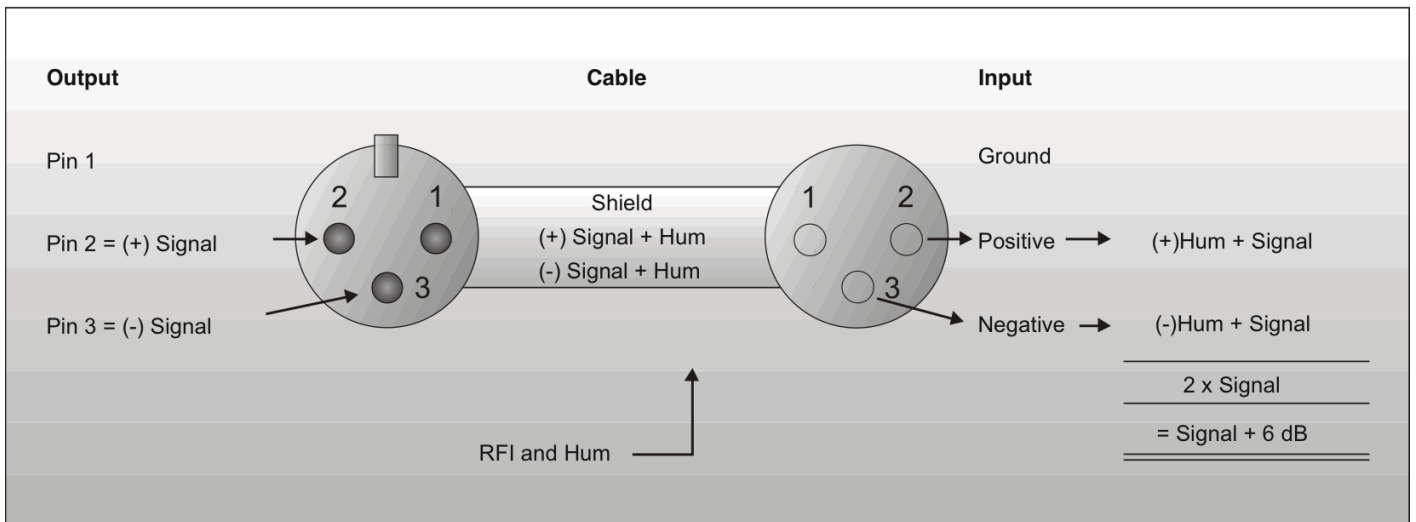 Output Cable Input
Pin 1
Ground
2 1
1 2
Shield
Pin 2 = (+) Signal
(+) Signal + Hum
Positive
(+)Hum + Signal
(-) Signal + Hum
3
3
Pin 3 = (-) Signal
Negative
(-)Hum + Signal
2 x Signal
= Signal + 6 dB
RFI and Hum